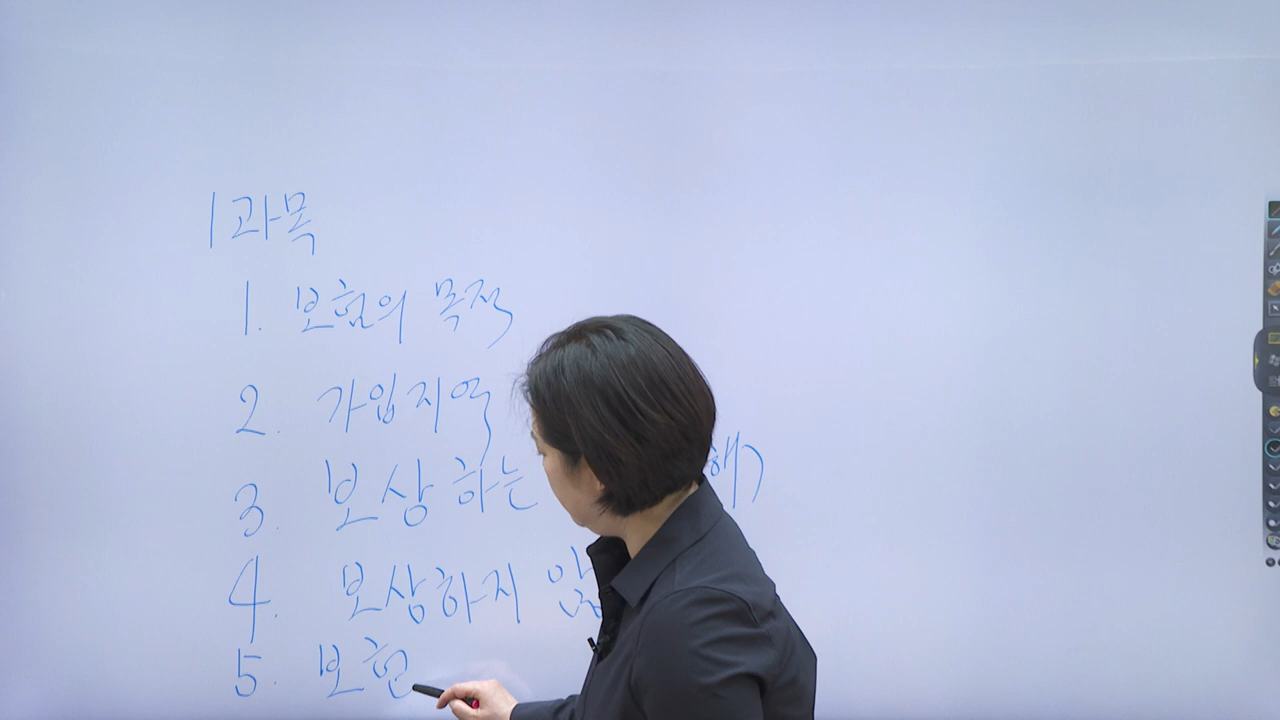 1과목
1. 보험의 목적
2. 가입지역
3. 보상하는 해)
4. 보상하지 않
5. 보험